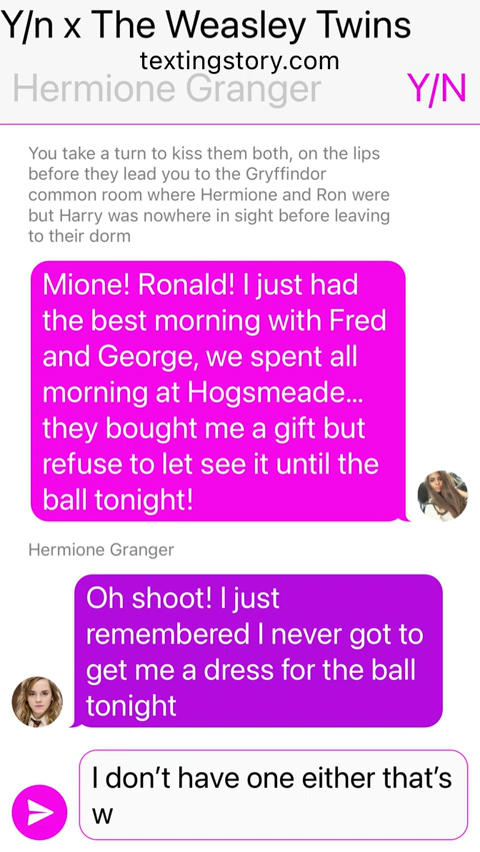 Y/n x The Weasley Twins
textingstory.com
Hermione Granger
Y/N
You take a turn to kiss them both, on the lips
before they lead you to the Gryffindor
common room where Hermione and Ron were
but Harry was nowhere in sight before leaving
to their dorm
Mione! Ronald! I just had
the best morning with Fred
and George, we spent all
morning at Hogsmeade...
they bought me a gift but
refuse to let see it until the
ball tonight!
Hermione Granger
Oh shoot! I just
remembered I never got to
get me a dress for the ball
tonight
I don’t have one either that’s
w